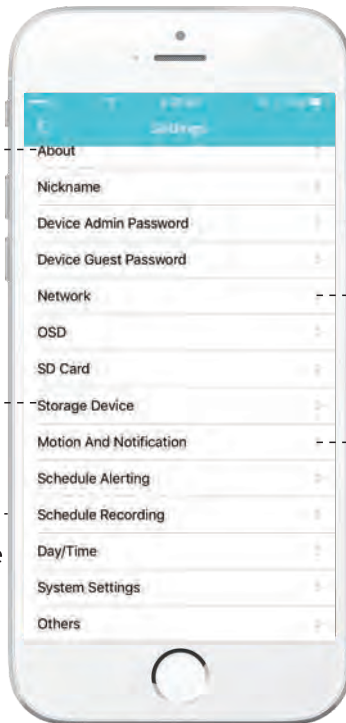 Settings
About
Nickname
Device Admin Password
Device Guest Password
Network
OSD
SD Card
Storage Device
Motion And Notification
Schedule Alerting
Schedule Recording
Day/Time
System Settings
Others